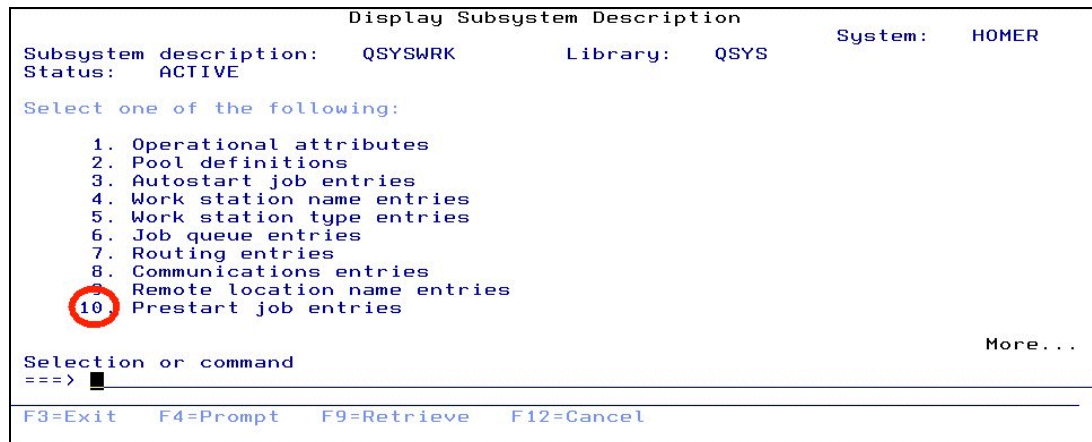 Display Subsystem Description
System: HOMER
Subsystem description: QSYSWRK Library: QSYS
Status: ACTIVE
Select one of the following:
1. Operational attributes
2. Pool definitions
3. Autostart job entries
4. Work station name entries
5. Work station type entries
6. Job queue entries
7. Routing entries
8. Communications entries
9. Remote location name entries
10. Prestart job entries
More...
Selection or command
===>
F3=Exit F4=Prompt F9=Retrieve F12=Cancel